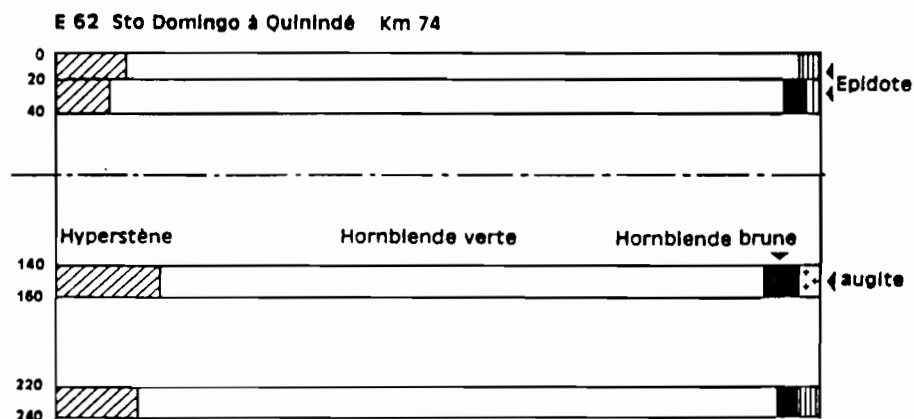 E 62 Sto Domingo à Quinindé Km 74
0
20
40
Epidote
Hyperstène Hornblende verte Hornblende brune
140
160
augite
220
240